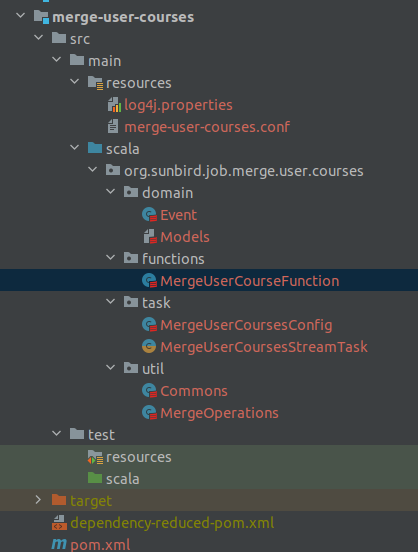 merge-user-courses
src
main
resources
log4j.properties
merge-user-courses.conf
scala
org.sunbird.job.merge.user.courses
domain
Event
Models
functions
MergeUserCourseFunction
task
MergeUserCoursesConfig
MergeUserCoursesStreamTask
util
Commons
MergeOperations
test
resources
scala
target
dependency-reduced-pom.xml
pom.xml